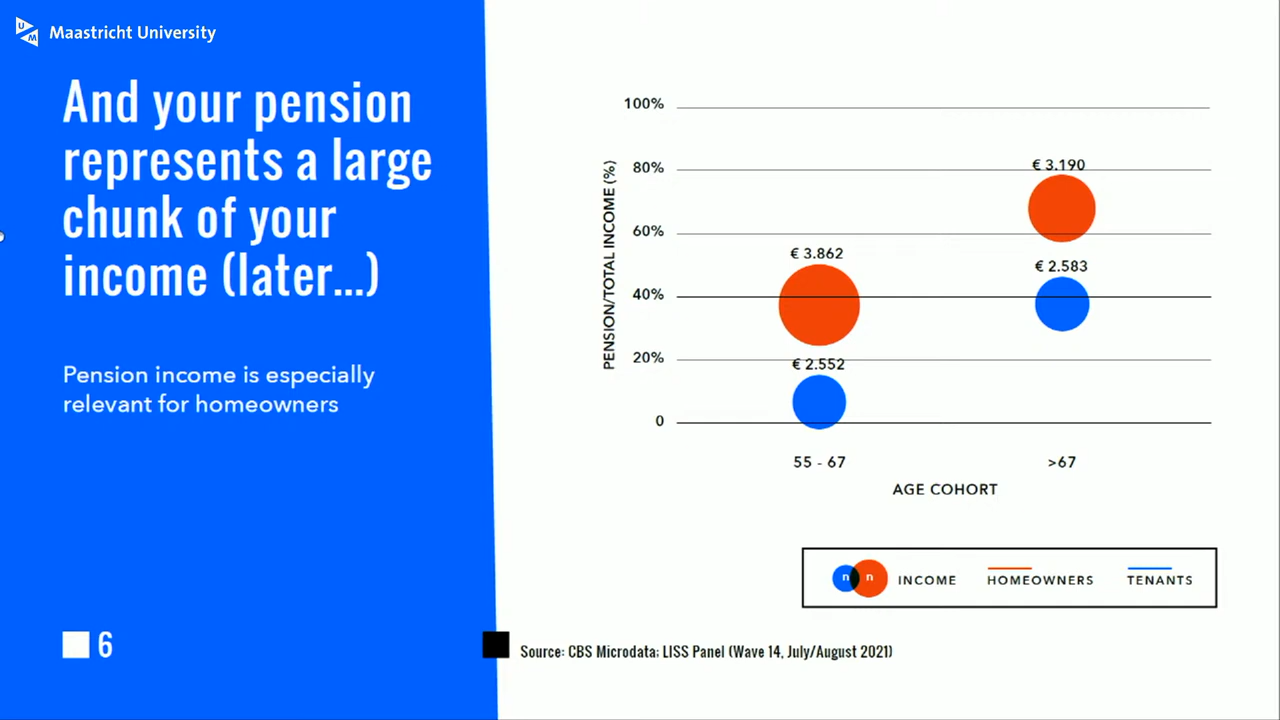 Maastricht University
And your pension
represents a large
chunk of your
income (later...)
Pension income is especially
relevant for homeowners
6
PENSION/TOTAL INCOME (%)
100%
80%
60%
40%
20%
0
€ 3.862
€ 2.552
€ 3.190
€ 2.583
55 - 67
>67
AGE COHORT
n n INCOME HOMEOWNERS TENANTS
Source: CBS Microdata; LISS Panel (Wave 14, July/August 2021)